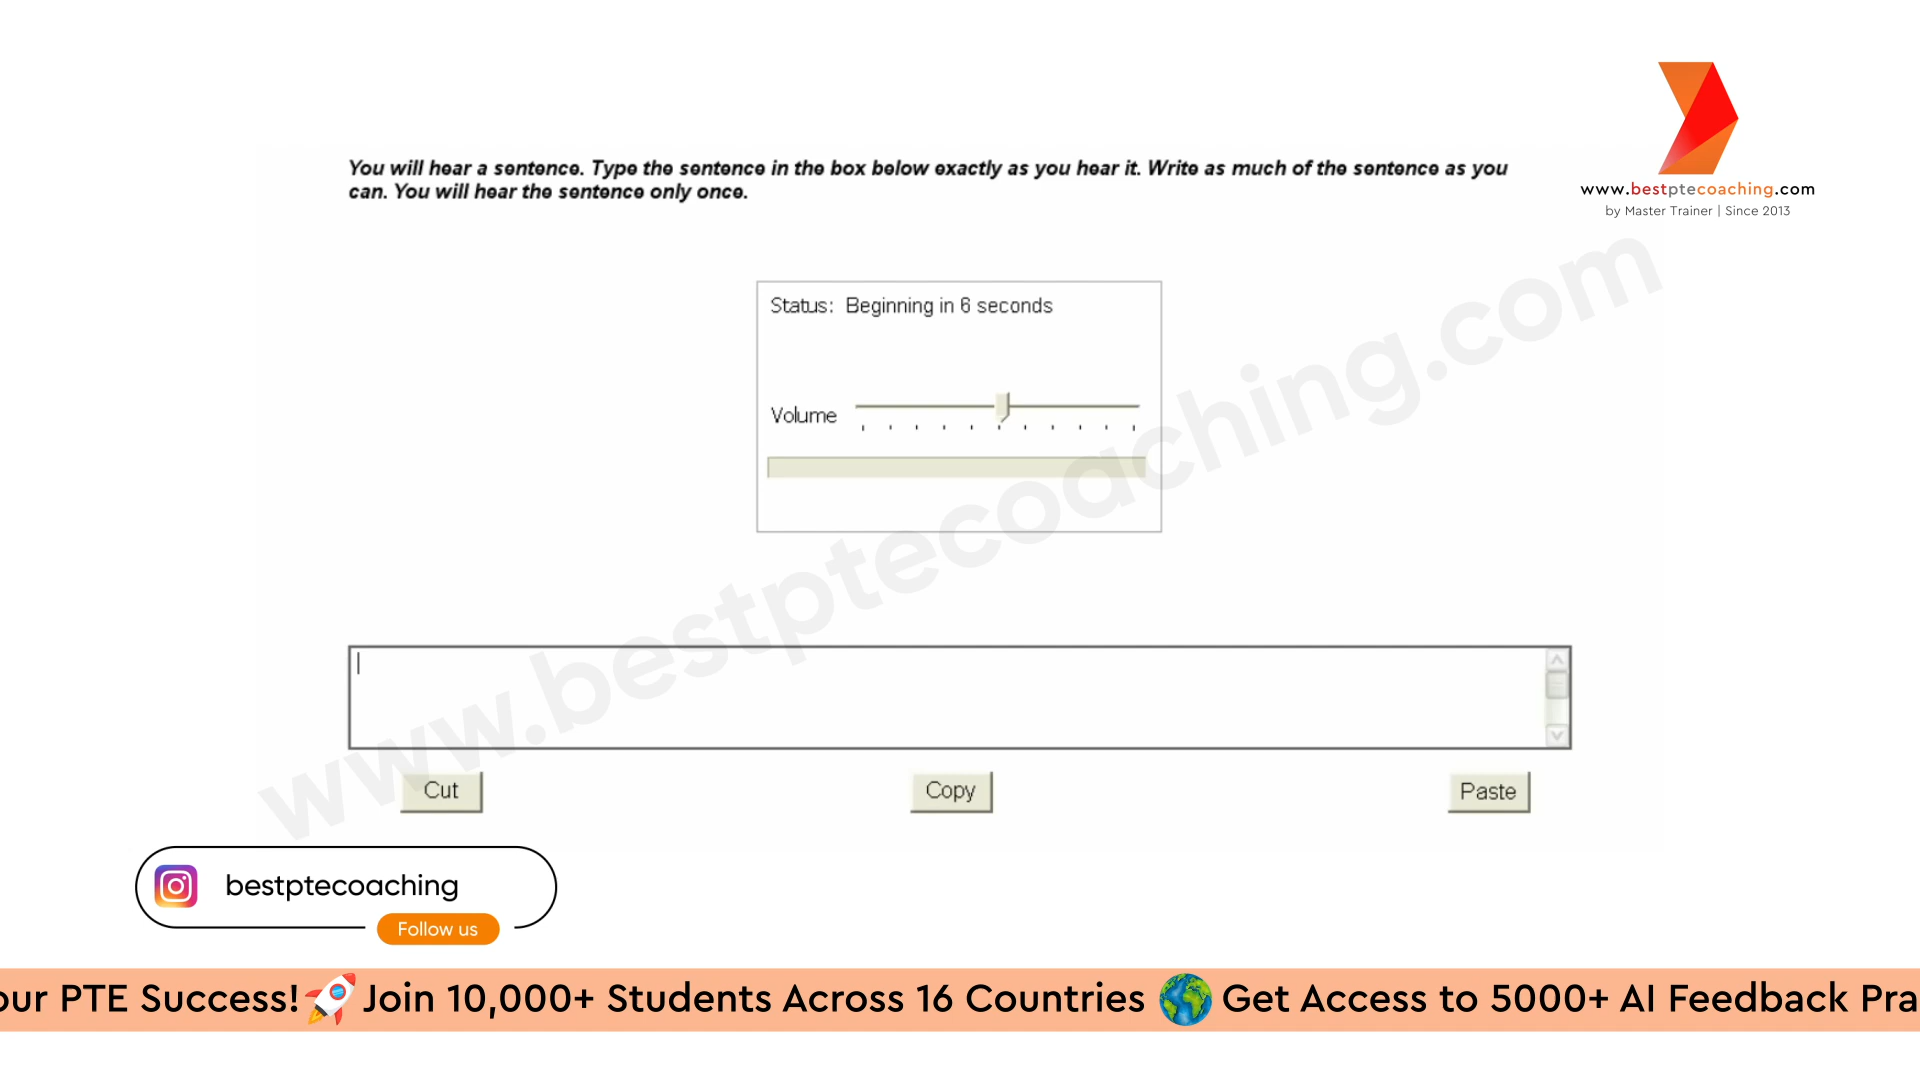 You will hear a sentence. Type the sentence in the box below exactly as you hear it. Write as much of the sentence as you
can. You will hear the sentence only once.
www.bestptecoaching.com
by Master Trainer | Since 2013
Status: Beginning in 6 seconds
Volume
www.bestptecoaching.com
Cut
Copy
Paste
bestptecoaching
Follow us
our PTE Success! 🚀 Join 10,000+ Students Across 16 Countries 🌍 Get Access to 5000+ AI Feedback Pra